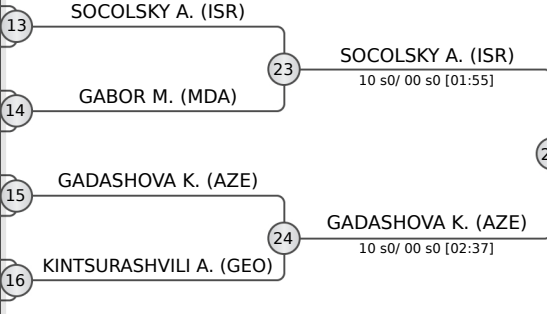 13
SOCOLSKY A. (ISR)
23
SOCOLSKY A. (ISR)
10 s0/ 00 s0 [01:55]
14
GABOR M. (MDA)
2
15
GADASHOVA K. (AZE)
24
GADASHOVA K. (AZE)
10 s0/ 00 s0 [02:37]
16
KINTSURASHVILI A. (GEO)